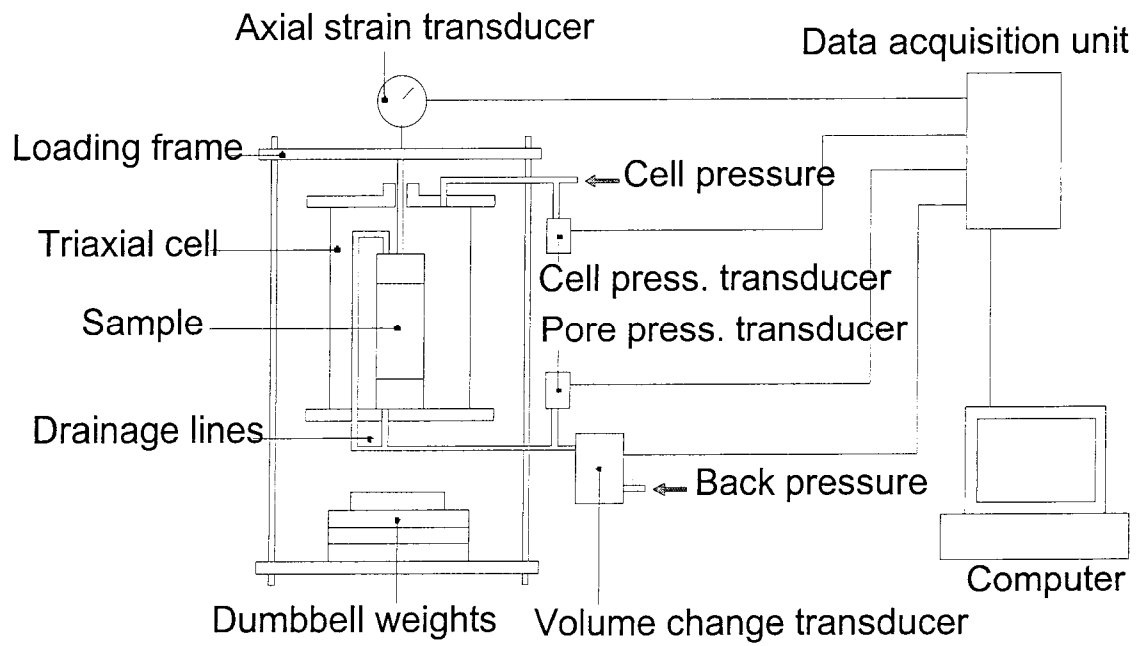 Axial strain transducer
Data acquisition unit
Loading frame
Cell pressure
Triaxial cell
Cell press. transducer
Sample
Pore press. transducer
Drainage lines
Back pressure
Computer
Dumbbell weights
Volume change transducer